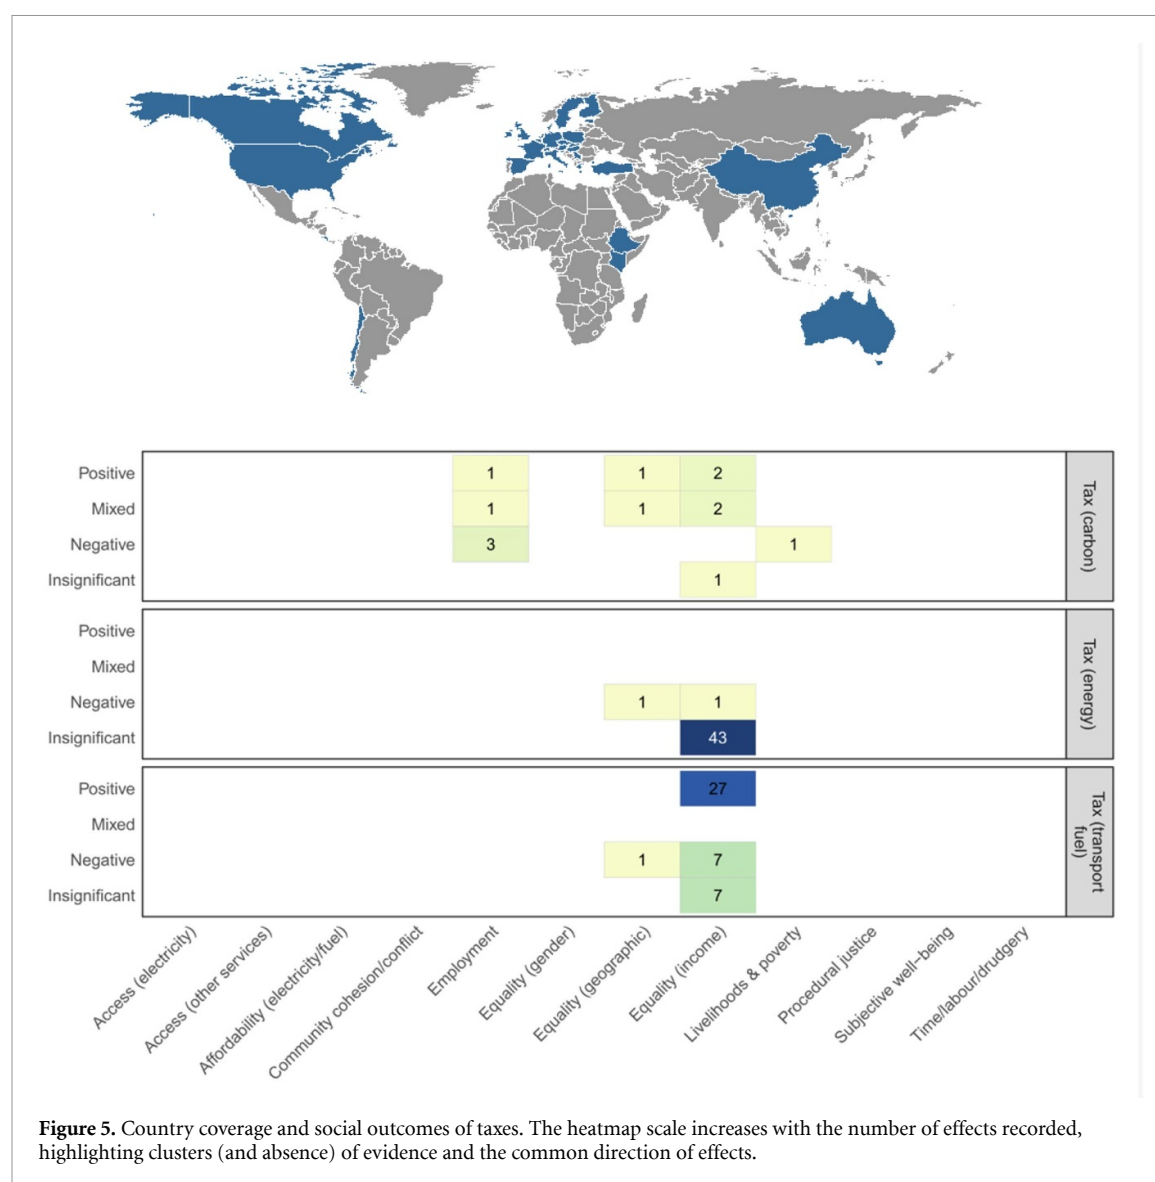 Positive 1 1 2
Mixed 1 1 2
Negative 3 1
Insignificant 1
Tax (carbon)
Positive
Mixed
Negative 1 1
Insignificant 43
Tax (energy)
Positive 27
Mixed
Negative 1 7
Insignificant 7
Tax (transport
fuel)
Access (electricity)
Access (other services)
Affordability (electricity/fuel)
Community cohesion/conflict
Employment
Equality (gender)
Equality (geographic)
Equality (income)
Livelihoods & poverty
Procedural justice
Subjective well−being
Time/labour/drudgery
Figure 5. Country coverage and social outcomes of taxes. The heatmap scale increases with the number of effects recorded,
highlighting clusters (and absence) of evidence and the common direction of effects.